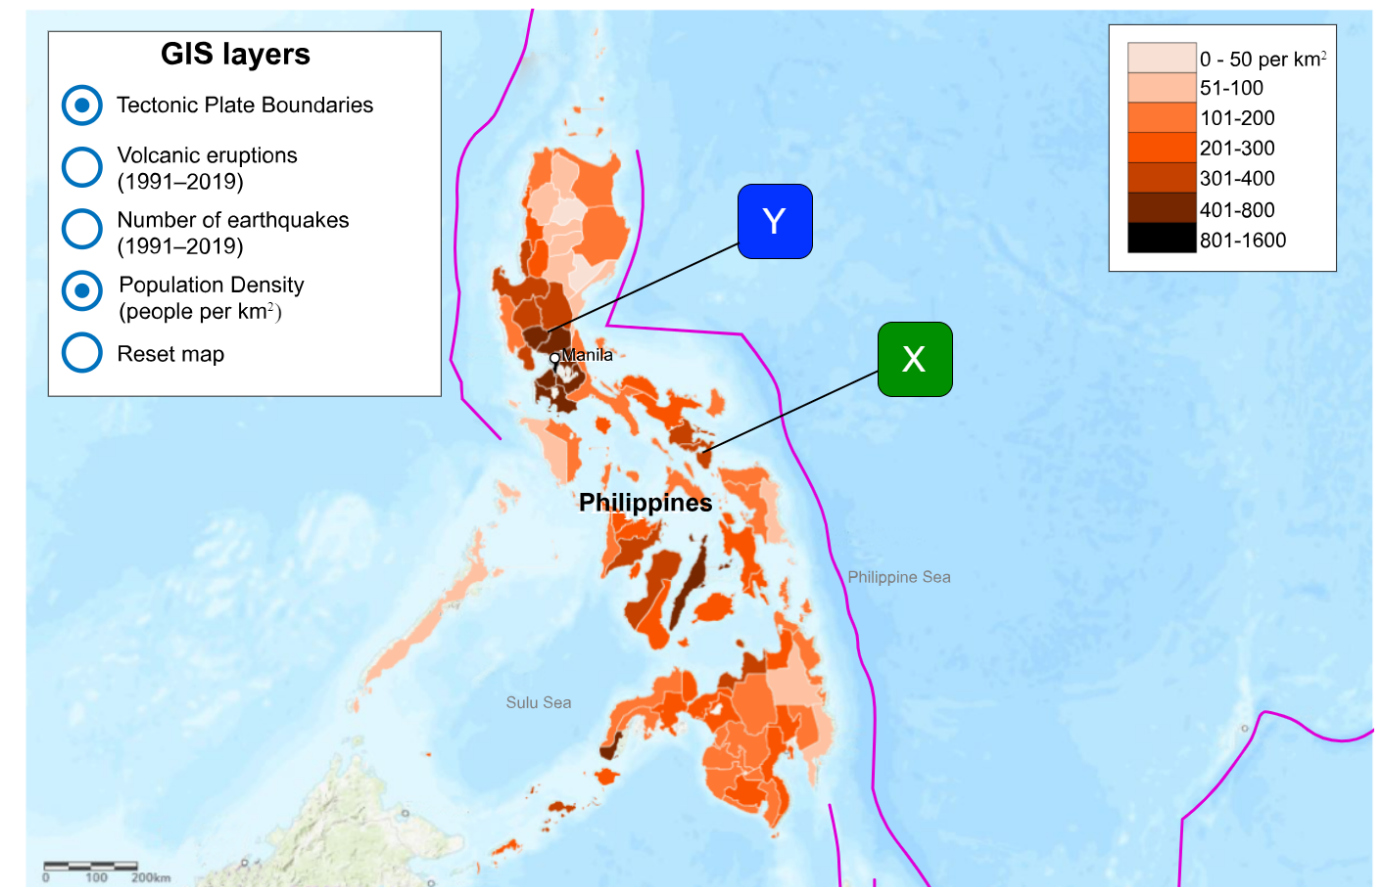 GIS layers
Tectonic Plate Boundaries
Volcanic eruptions
(1991–2019)
Number of earthquakes
(1991–2019)
Population Density
(people per km²)
Reset map
0 - 50 per km²
51-100
101-200
201-300
301-400
401-800
801-1600
Y
X
Manila
Philippines
Philippine Sea
Sulu Sea
0 100 200km